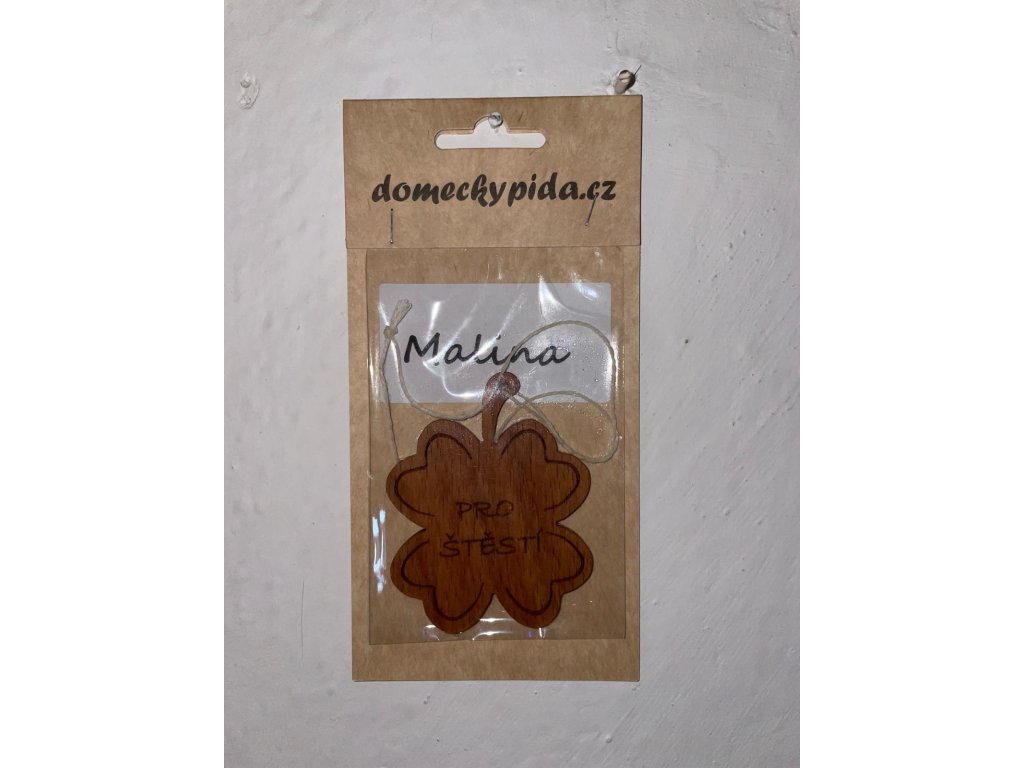 domeckypida.cz
Malina
PRO
ŠTĚSTÍ